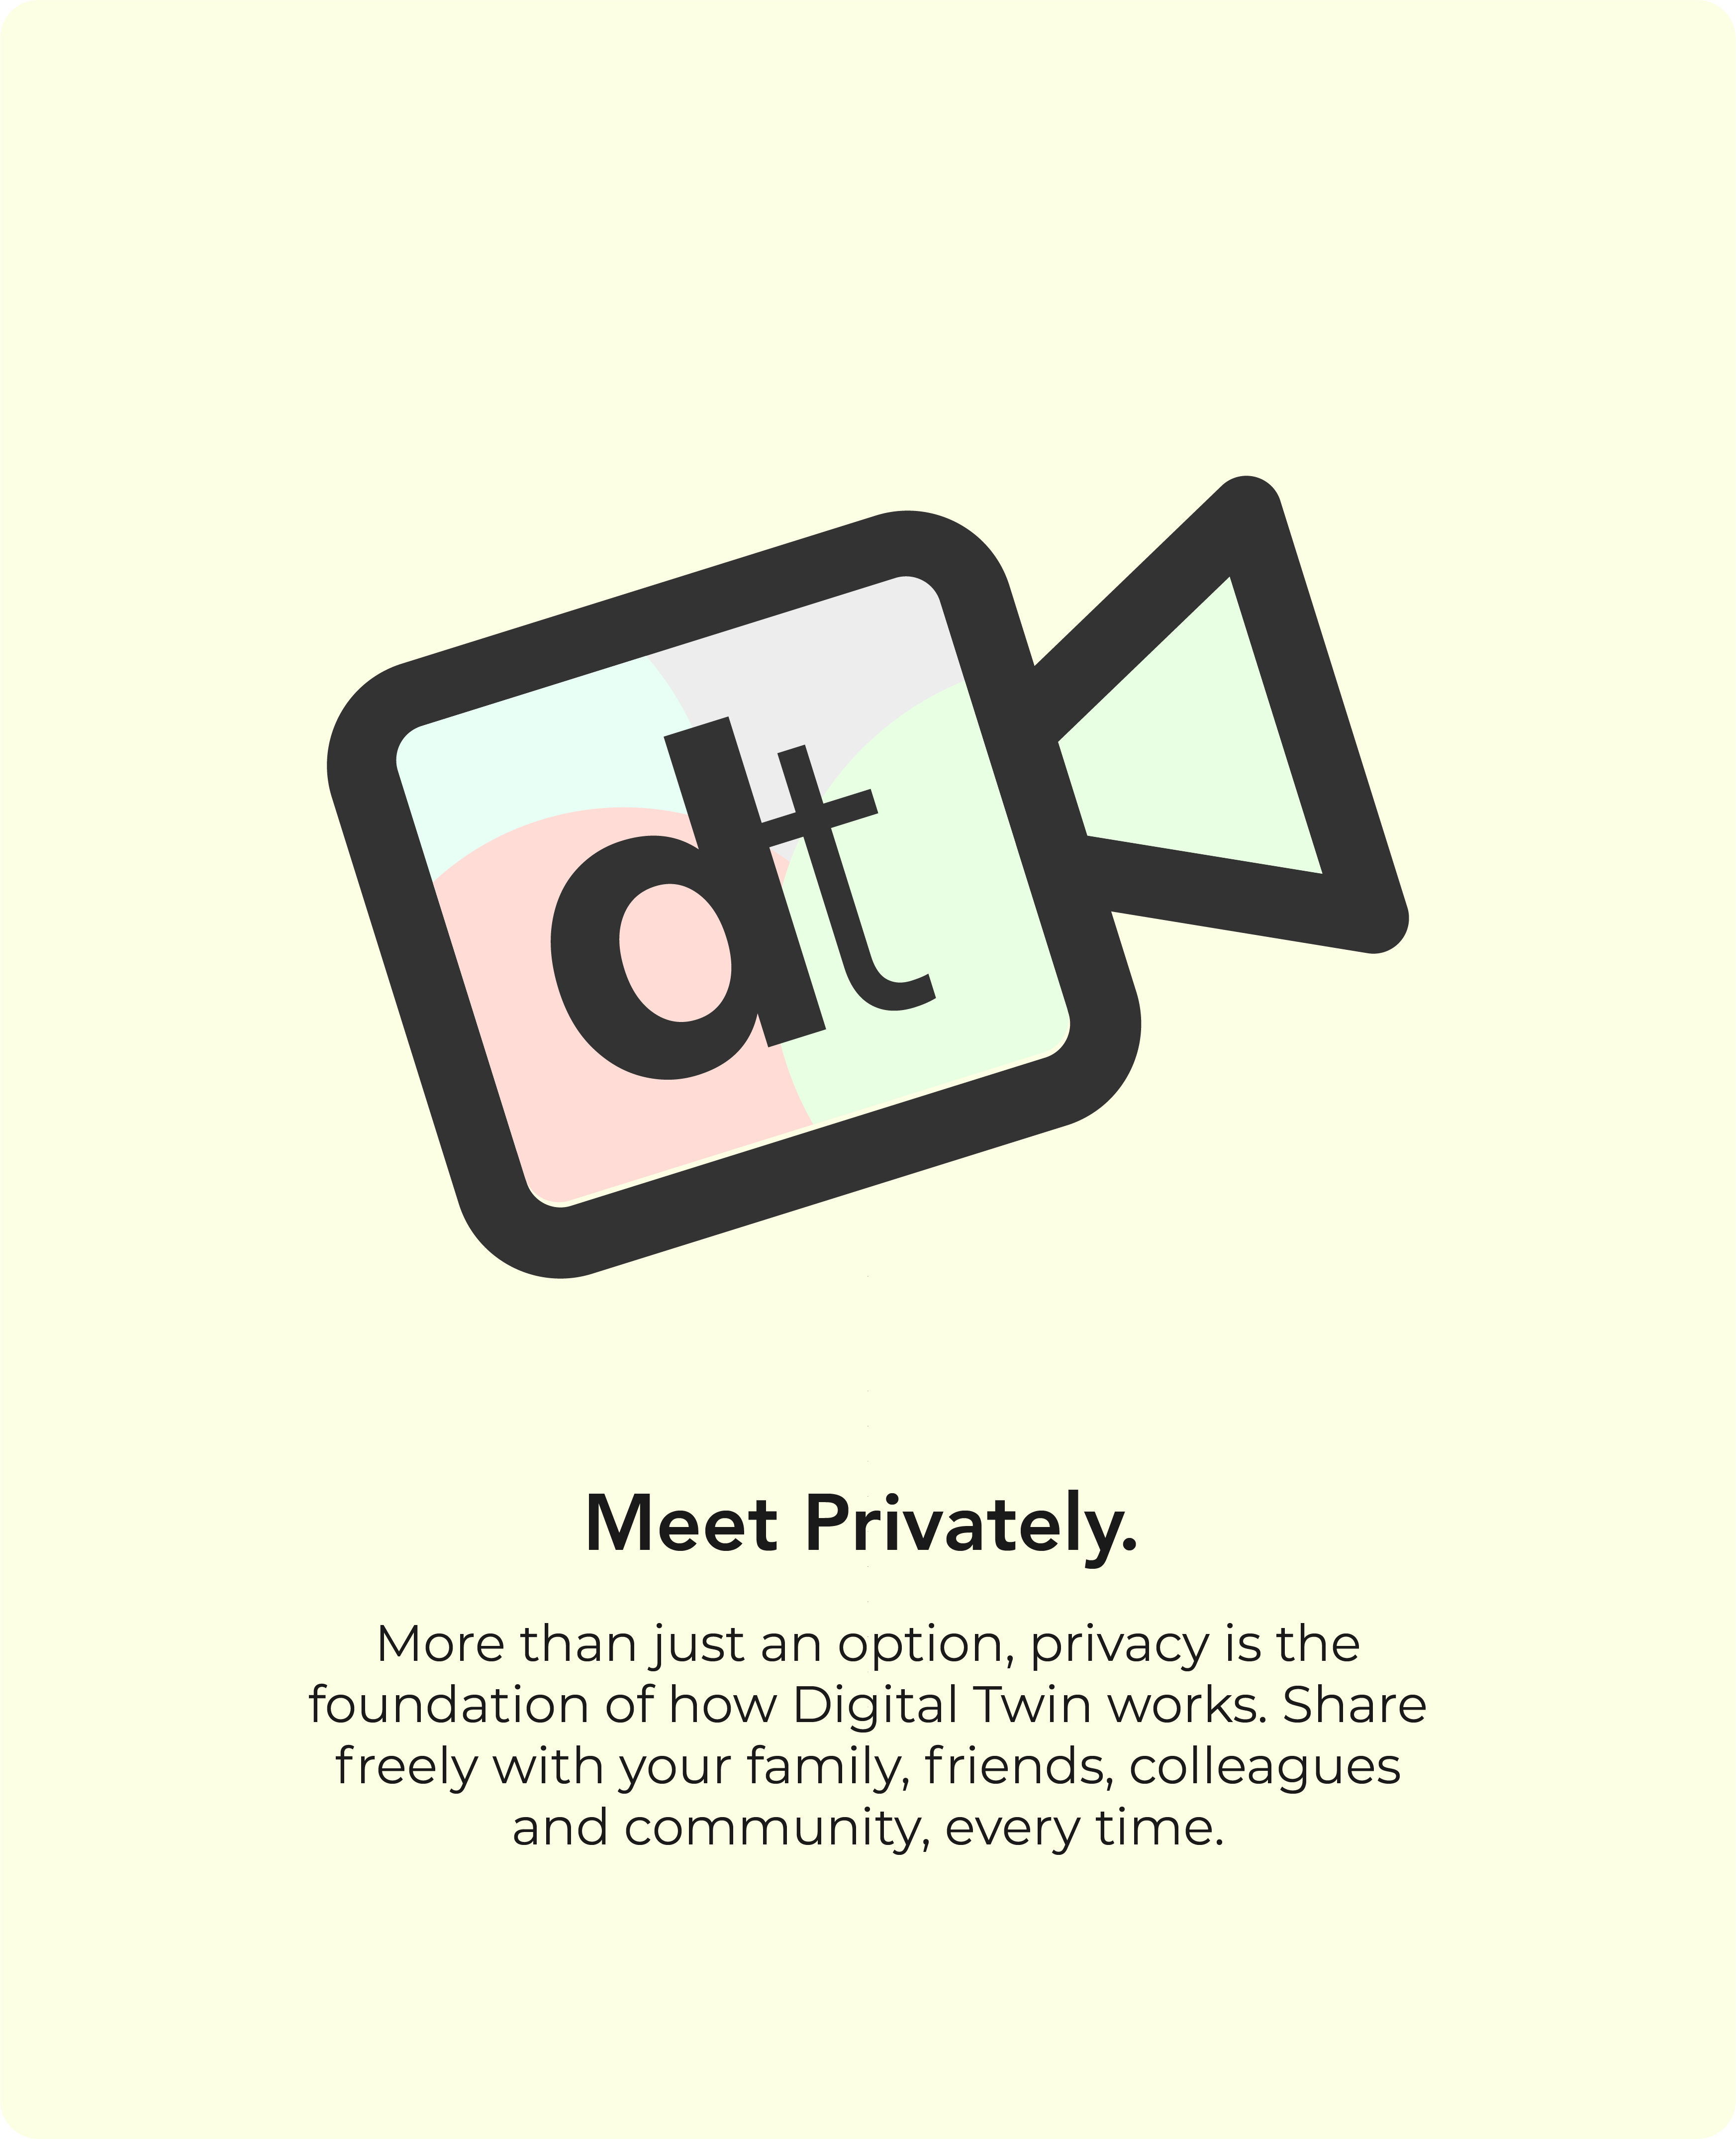 dt
Meet Privately.
More than just an option, privacy is the
foundation of how Digital Twin works. Share
freely with your family, friends, colleagues
and community, every time.